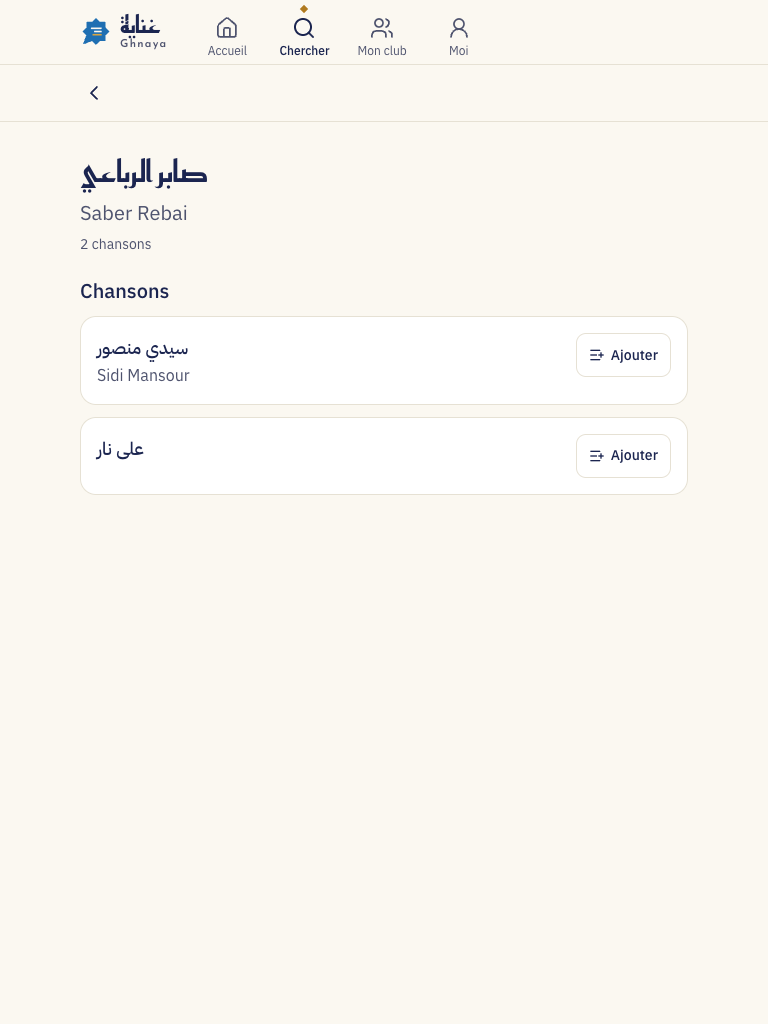 غناية
Ghnaya
Accueil
Chercher
Mon club
Moi
صابر الرباعي
Saber Rebai
2 chansons
Chansons
سيدي منصور
Sidi Mansour
Ajouter
على نار
Ajouter